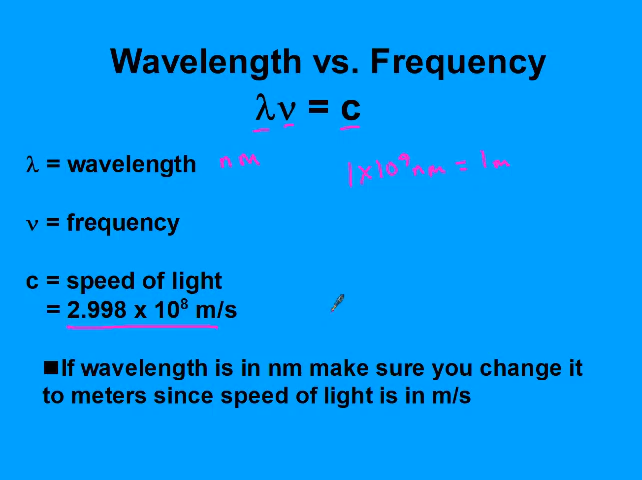 Wavelength vs. Frequency
λν = c
λ = wavelength nm
1x10⁹nm = 1m
ν = frequency
c = speed of light
= 2.998 x 10⁸ m/s
■If wavelength is in nm make sure you change it
to meters since speed of light is in m/s